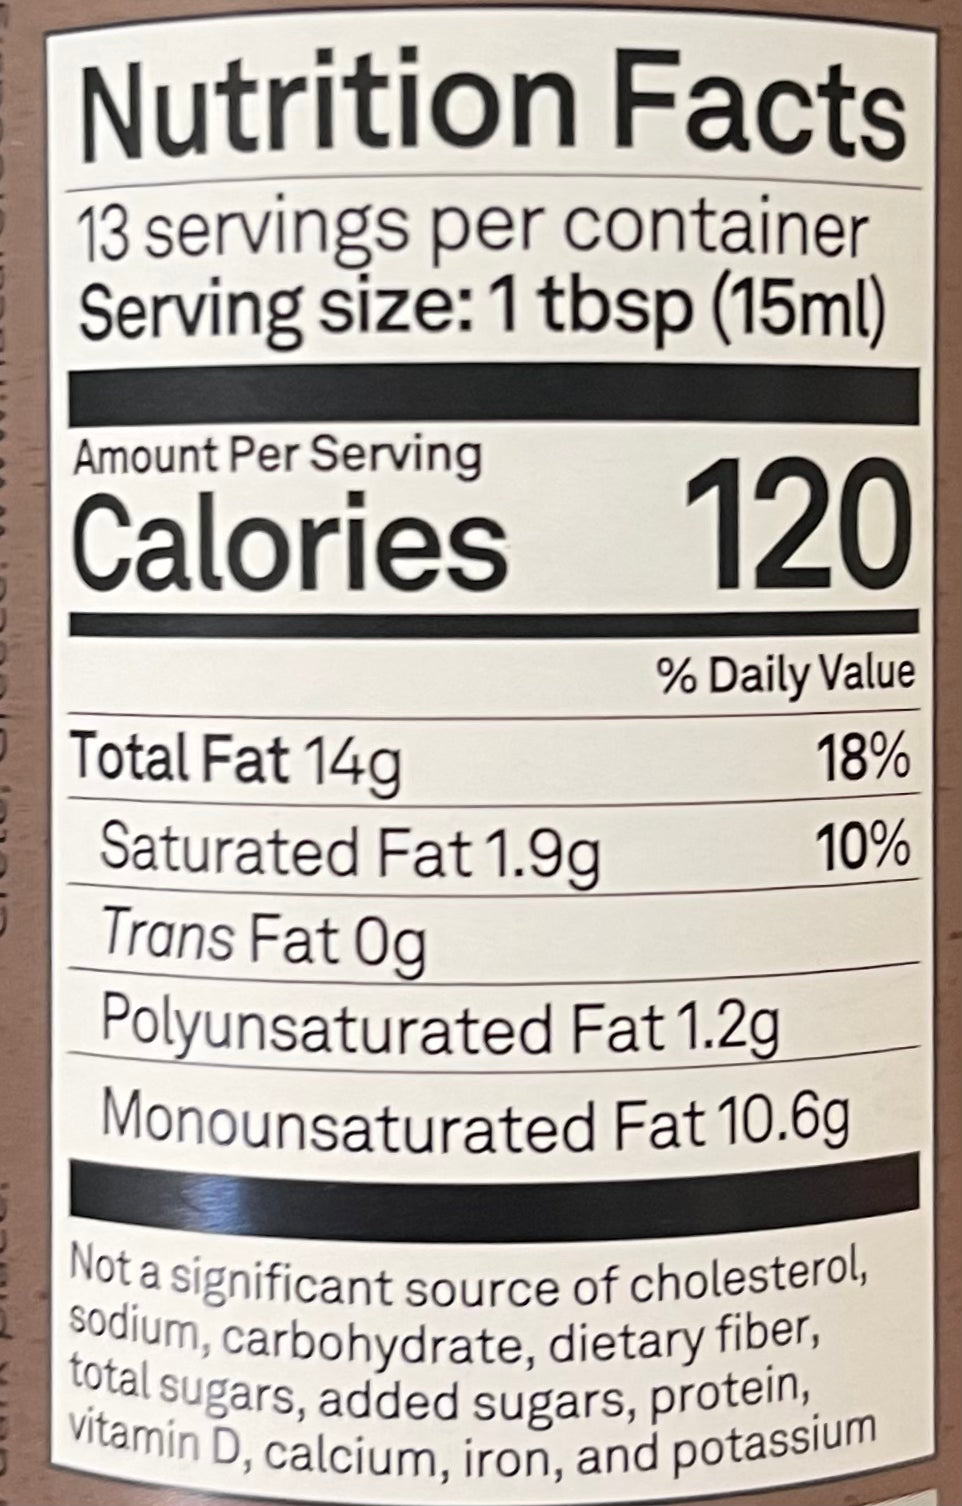 Nutrition Facts
13 servings per container
Serving size: 1 tbsp (15ml)
Amount Per Serving
Calories 120
% Daily Value
Total Fat 14g 18%
Saturated Fat 1.9g 10%
Trans Fat 0g
Polyunsaturated Fat 1.2g
Monounsaturated Fat 10.6g
Not a significant source of cholesterol,
sodium, carbohydrate, dietary fiber,
total sugars, added sugars, protein,
vitamin D, calcium, iron, and potassium